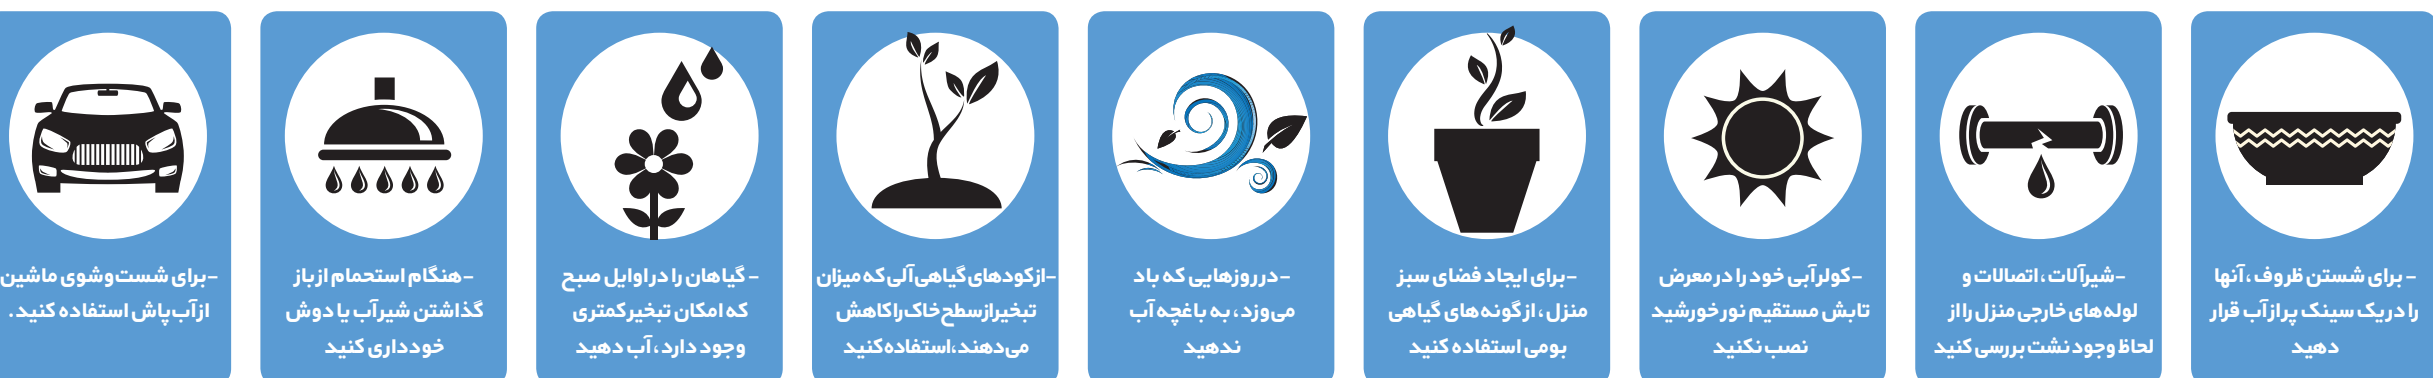 - برای شستن ظروف، آنها
را در یک سینک پر از آب قرار
دهید
-شیرآلات، اتصالات و
لوله‌های خارجی منزل را از
لحاظ وجود نشت بررسی کنید
-کولر آبی خود را در معرض
تابش مستقیم نور خورشید
نصب نکنید
-برای ایجاد فضای سبز
منزل، از گونه‌های گیاهی
بومی استفاده کنید
-در روزهایی که باد
می‌وزد، به باغچه آب
ندهید
-از کودهای گیاهی آلی که میزان
تبخیر از سطح خاک را کاهش
می‌دهند، استفاده کنید
- گیاهان را در اوایل صبح
که امکان تبخیر کمتری
وجود دارد، آب دهید
-هنگام استحمام از باز
گذاشتن شیر آب یا دوش
خودداری کنید
-برای شست‌وشوی ماشین
از آب‌پاش استفاده کنید.